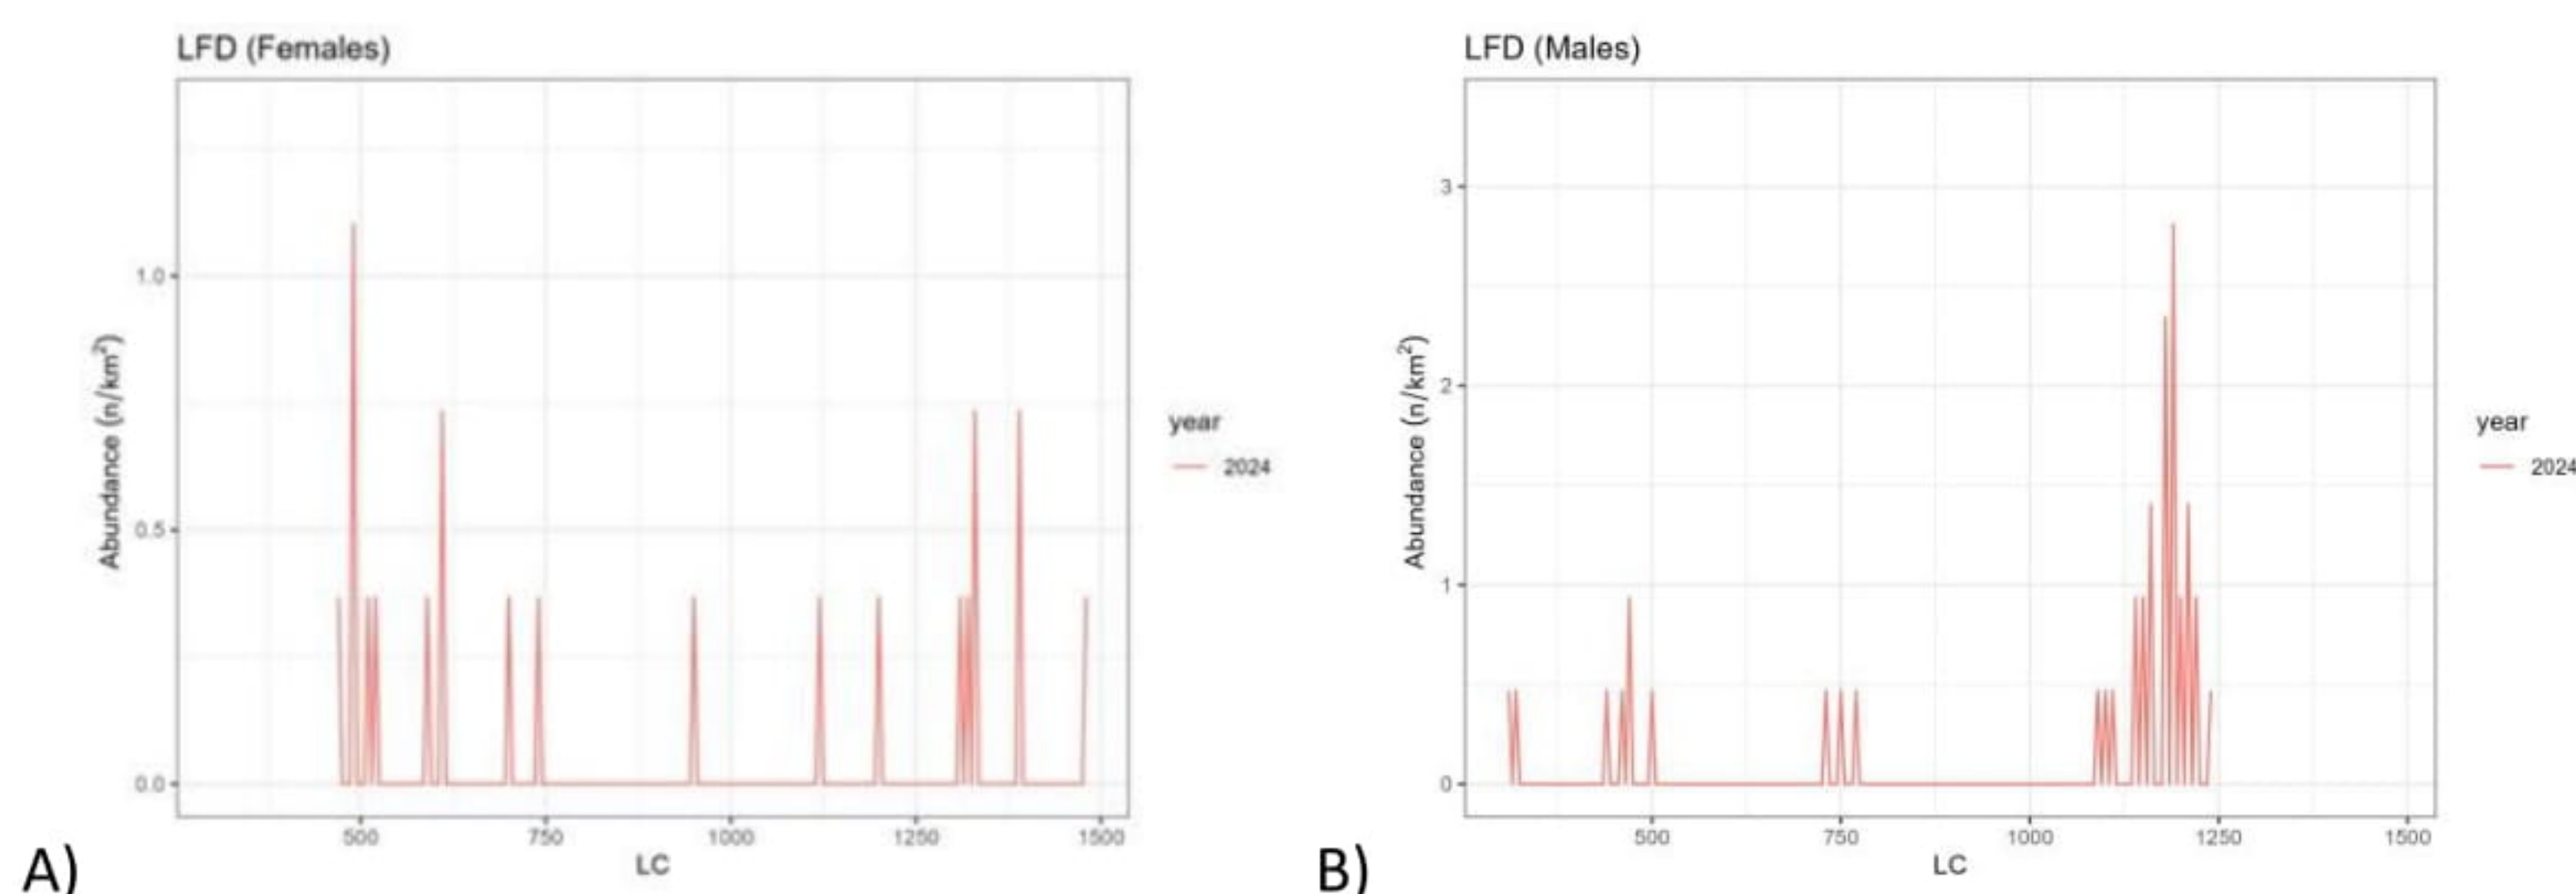 LFD (Females)
1.0
0.5
0.0
Abundance (n/km²)
500 750 1000 1250 1500
LC
year
2024
A)
LFD (Males)
3
2
1
0
Abundance (n/km²)
500 750 1000 1250 1500
LC
year
2024
B)